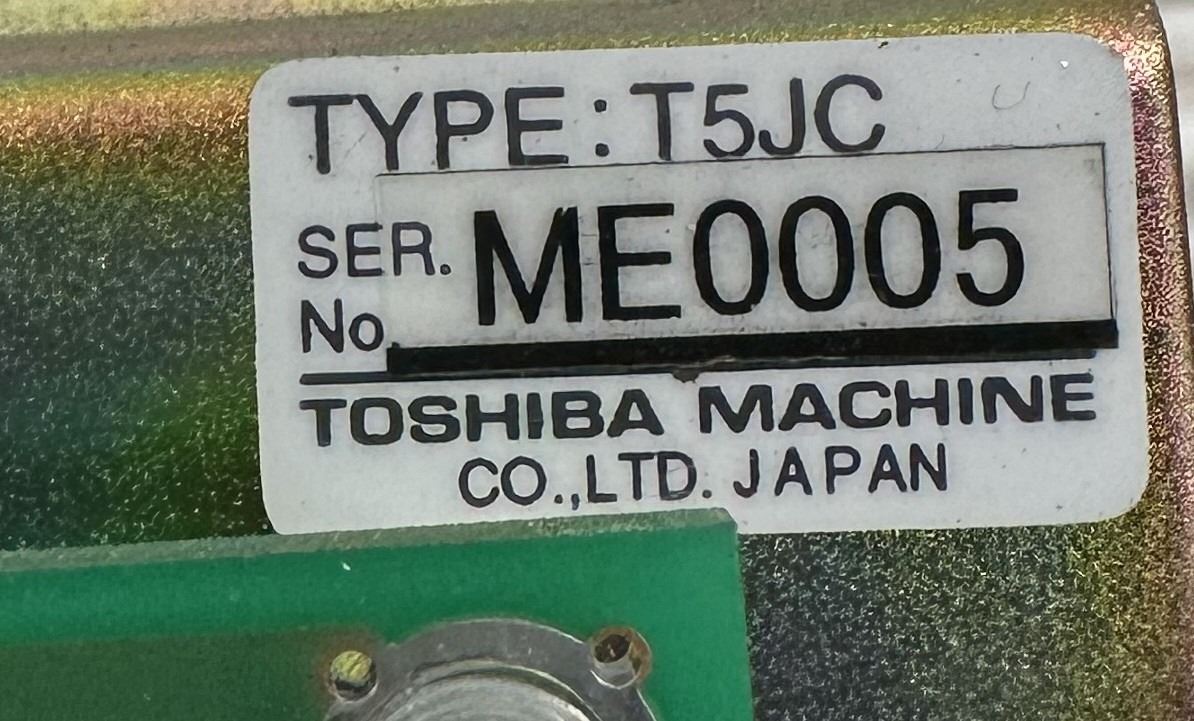 TYPE: T5JC
SER. No ME0005
TOSHIBA MACHINE
CO.,LTD. JAPAN